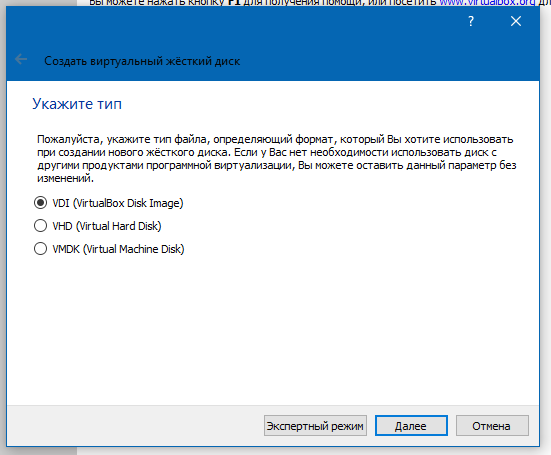 Вы можете нажать кнопку F1 для получения помощи, или посетить www.virtualbox.org дл
?
Создать виртуальный жёсткий диск
Укажите тип
Пожалуйста, укажите тип файла, определяющий формат, который Вы хотите использовать
при создании нового жёсткого диска. Если у Вас нет необходимости использовать диск с
другими продуктами программной виртуализации, Вы можете оставить данный параметр без
изменений.
VDI (VirtualBox Disk Image)
VHD (Virtual Hard Disk)
VMDK (Virtual Machine Disk)
Экспертный режим Далее Отмена